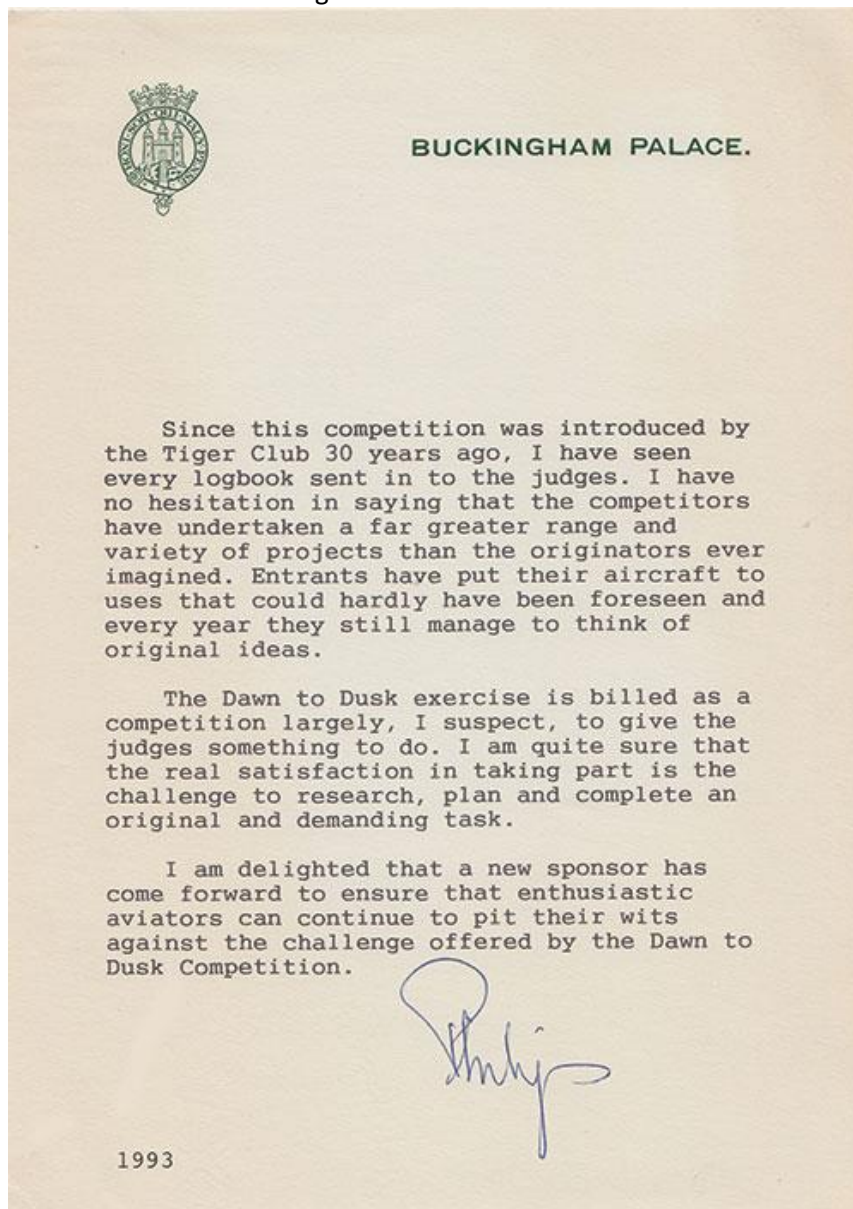 BUCKINGHAM PALACE.
Since this competition was introduced by
the Tiger Club 30 years ago, I have seen
every logbook sent in to the judges. I have
no hesitation in saying that the competitors
have undertaken a far greater range and
variety of projects than the originators ever
imagined. Entrants have put their aircraft to
uses that could hardly have been foreseen and
every year they still manage to think of
original ideas.
The Dawn to Dusk exercise is billed as a
competition largely, I suspect, to give the
judges something to do. I am quite sure that
the real satisfaction in taking part is the
challenge to research, plan and complete an
original and demanding task.
I am delighted that a new sponsor has
come forward to ensure that enthusiastic
aviators can continue to pit their wits
against the challenge offered by the Dawn to
Dusk Competition.
Philip
1993